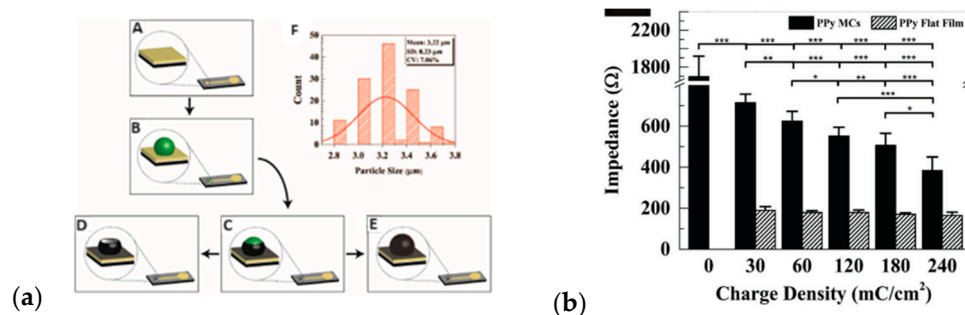 (a)
A
B
D
C
E
F
Mean: 3.22 μm
SD: 0.23 μm
CV: 7.06%
Count
50
40
30
20
10
0
2.8 3.0 3.2 3.4 3.6 3.8
Particle Size (μm)
(b)
PPy MCs
PPy Flat Film
Impedance (Ω)
2400
1800
600
400
200
0
*** *** *** *** ***
** *** *** ***
* ** ***
***
*
0 30 60 120 180 240
Charge Density (mC/cm²)